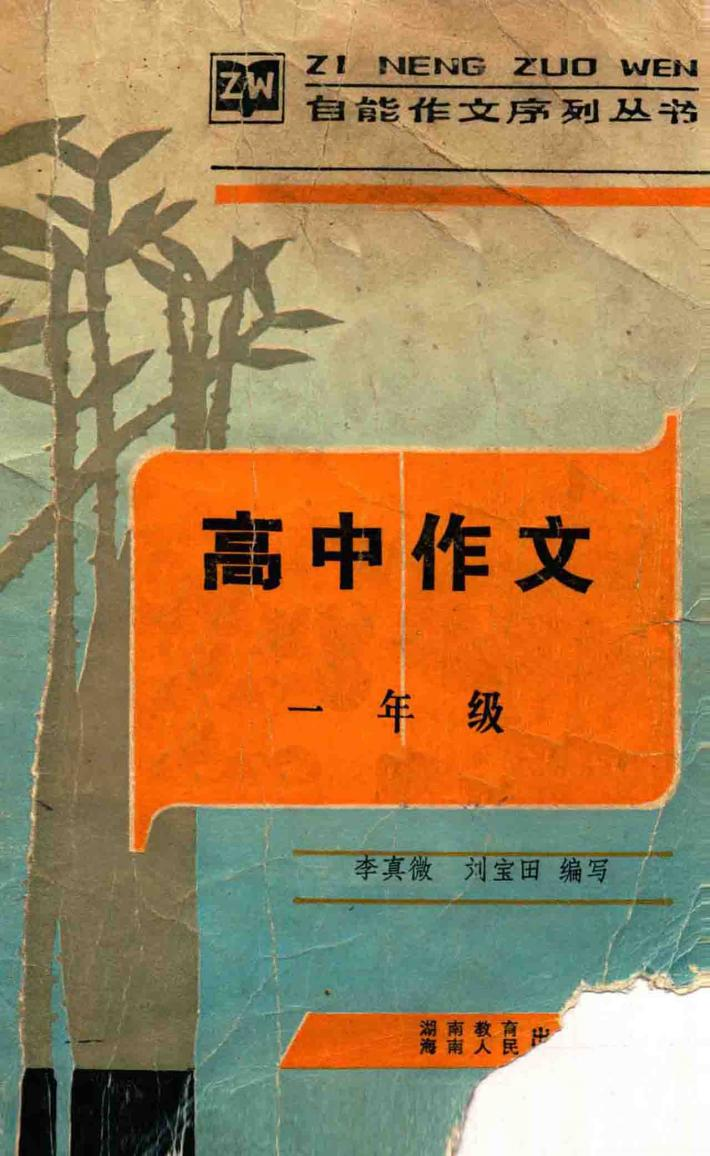 ZW
ZI NENG ZUO WEN
自能作文序列丛书
高中作文
一年级
李真微 刘宝田 编写
湖南教育
海南人民
出